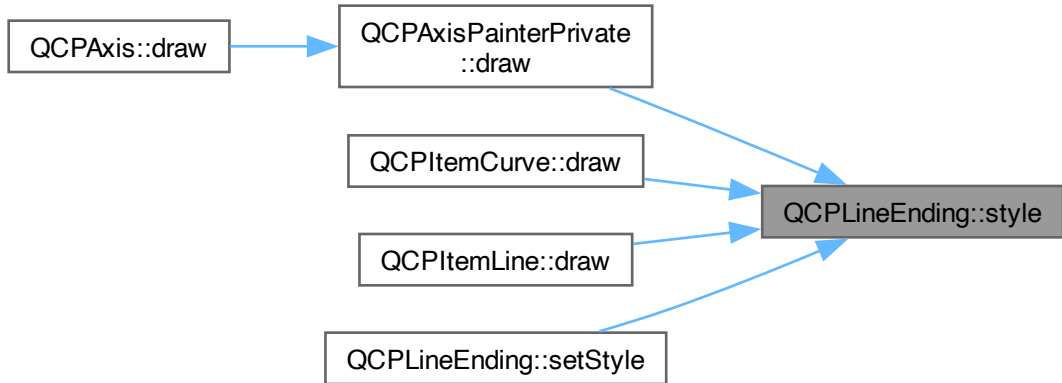 QCPAxis::draw
QCPAxisPainterPrivate
::draw
QCPItemCurve::draw
QCPLineEnding::style
QCPItemLine::draw
QCPLineEnding::setStyle